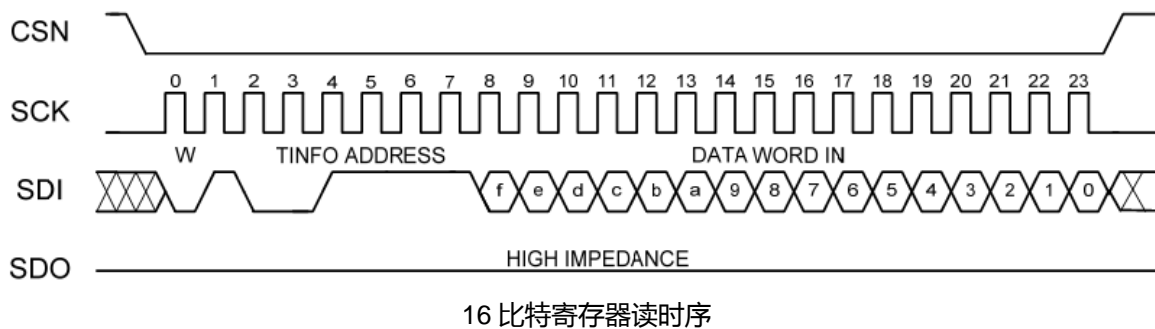 CSN
0 1 2 3 4 5 6 7 8 9 10 11 12 13 14 15 16 17 18 19 20 21 22 23
SCK
W TINFO ADDRESS DATA WORD IN
SDI f e d c b a 9 8 7 6 5 4 3 2 1 0
HIGH IMPEDANCE
SDO
16 比特寄存器读时序